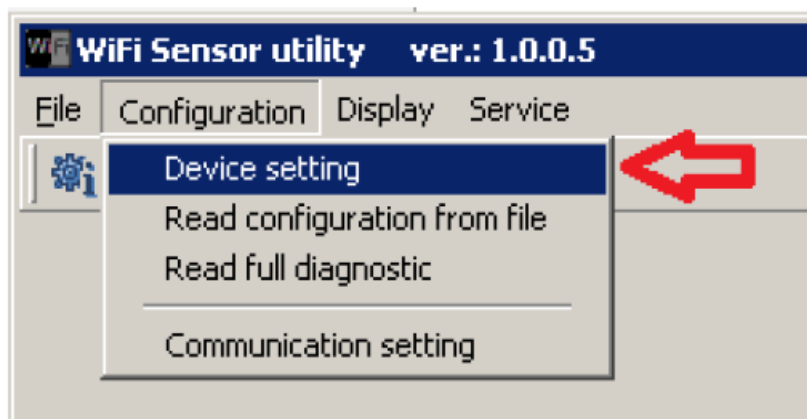 WiFi WiFi Sensor utility ver.: 1.0.0.5
File Configuration Display Service
Device setting
Read configuration from file
Read full diagnostic
Communication setting